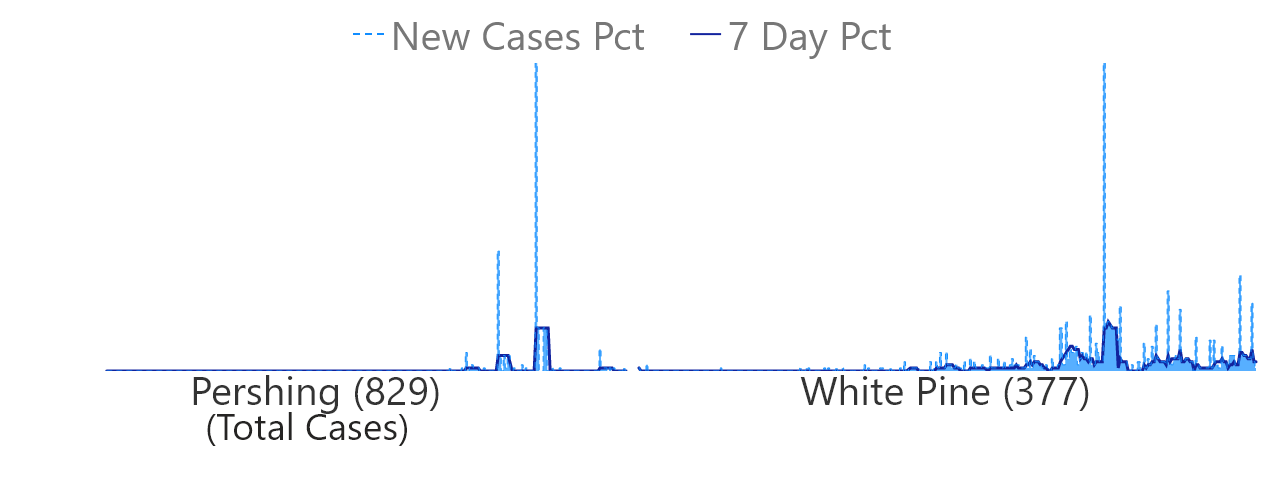 New Cases Pct 7 Day Pct
Pershing (829) White Pine (377)
(Total Cases)